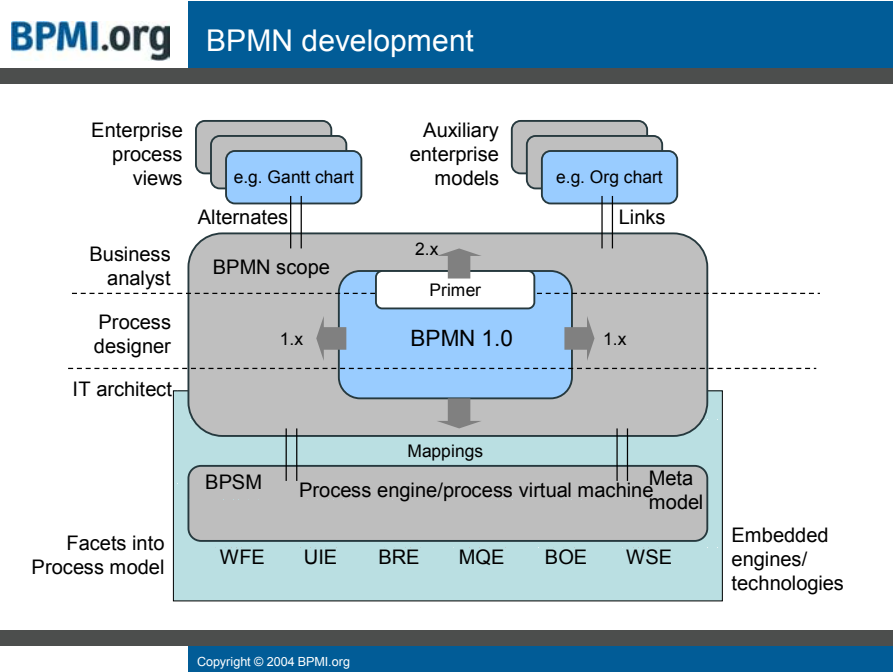 BPMI.org
BPMN development
Enterprise
process
views
e.g. Gantt chart
Auxiliary
enterprise
models
e.g. Org chart
Alternates
Links
Business
analyst
BPMN scope
2.x
Primer
Process
designer
1.x
BPMN 1.0
1.x
IT architect
Mappings
BPSM
Process engine/process virtual machine
Meta
model
Facets into
Process model
WFE UIE BRE MQE BOE WSE
Embedded
engines/
technologies
Copyright © 2004 BPMI.org